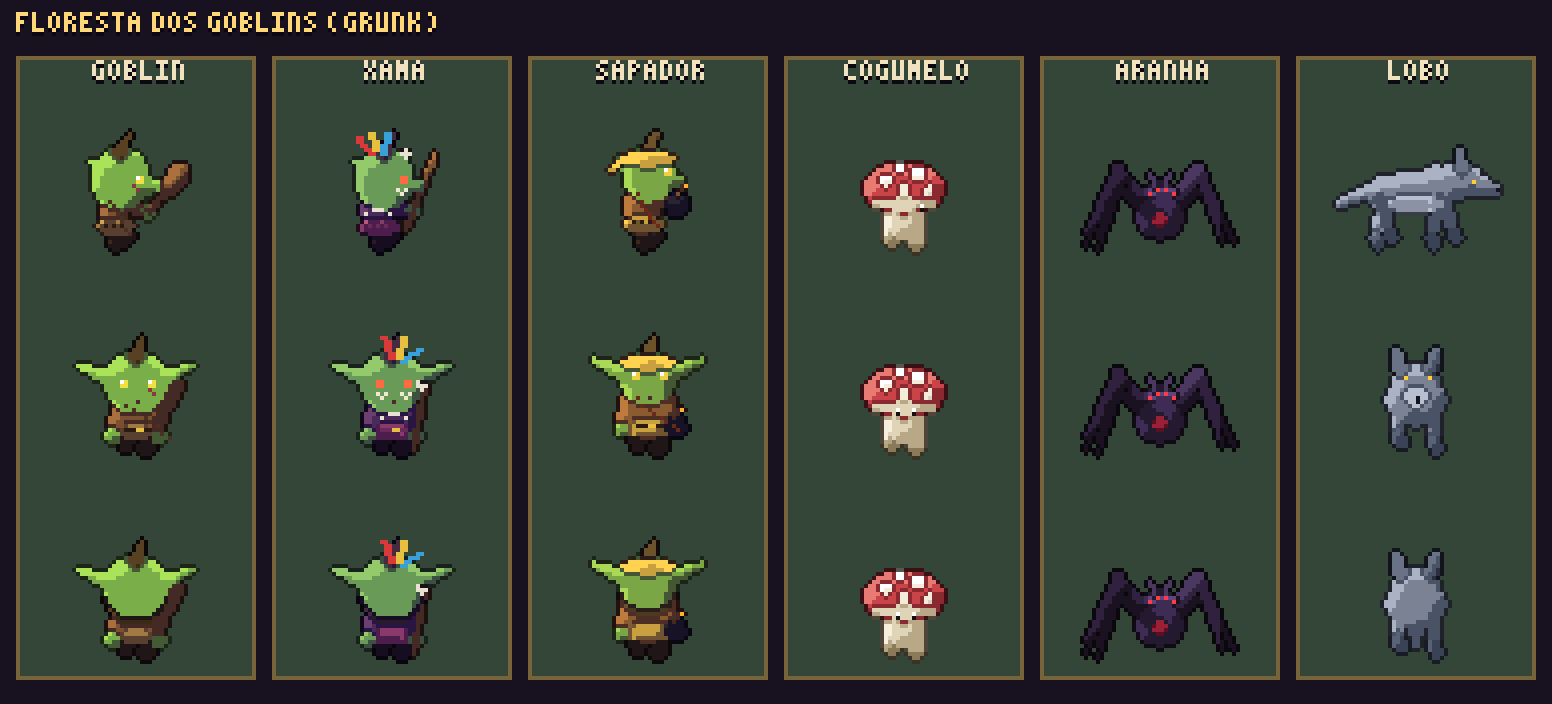 FLORESTA DOS GOBLINS (GRUNK)
GOBLIN XAMA SAPADOR COGUMELO ARANHA LOBO